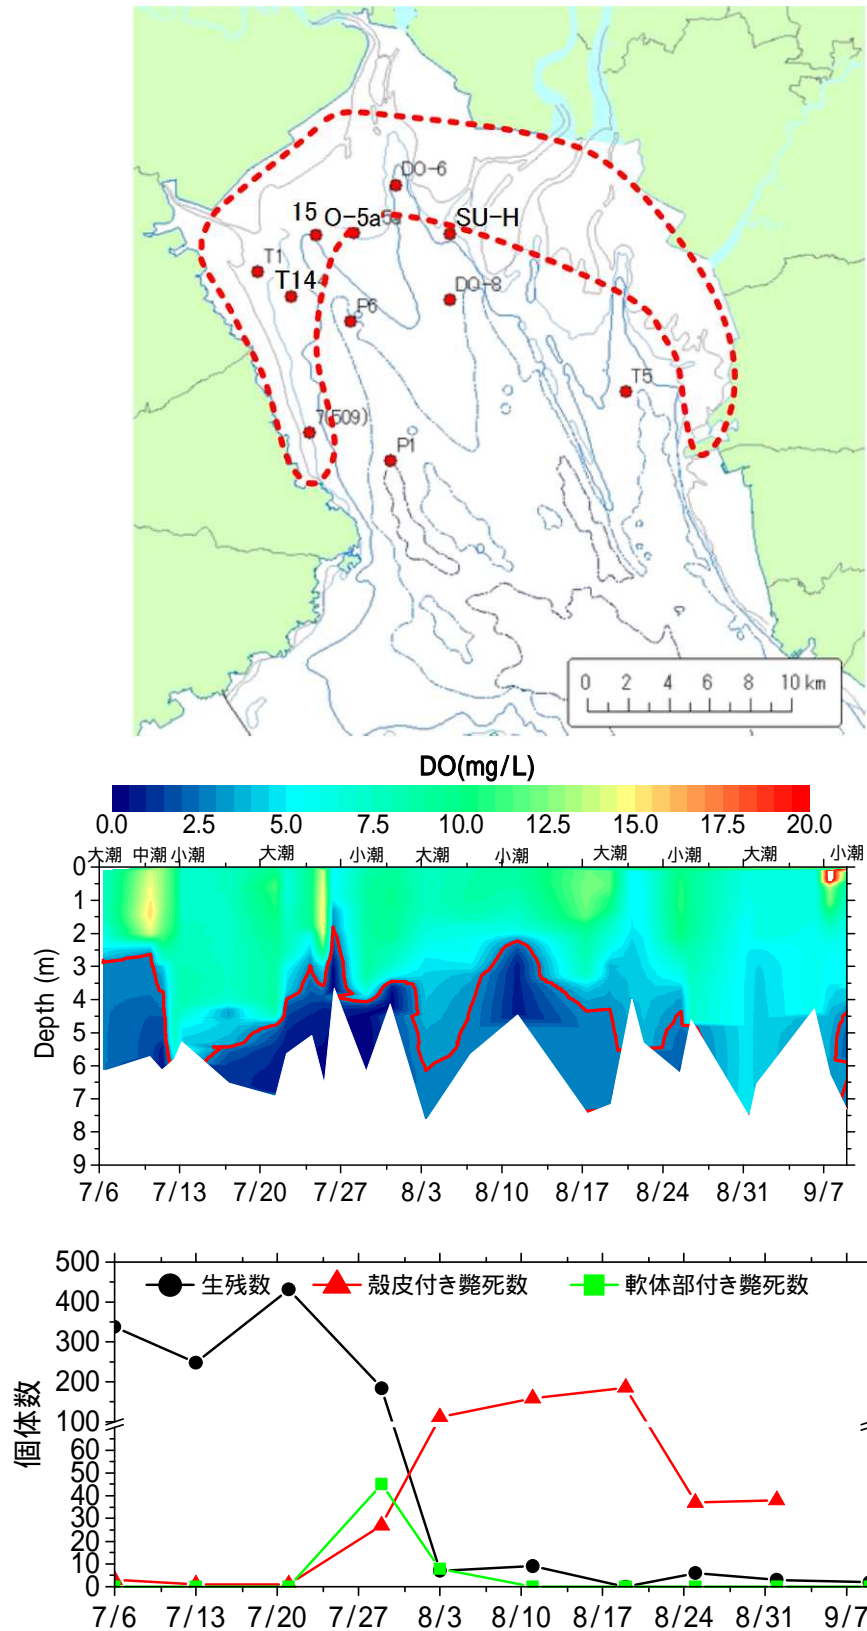 DO-6
15 O-5a 5a SU-H
T1
T14
DO-8
P6
T5
7(509)
P1
0 2 4 6 8 10 km
DO(mg/L)
0.0 2.5 5.0 7.5 10.0 12.5 15.0 17.5 20.0
大潮 中潮 小潮 大潮 小潮 大潮 小潮 大潮 小潮 大潮 小潮
0
1
2
3
4
5
6
7
8
9
Depth (m)
7/6 7/13 7/20 7/27 8/3 8/10 8/17 8/24 8/31 9/7
500
400
300
200
100
60
50
40
30
20
10
0
個体数
生残数 殻皮付き斃死数 軟体部付き斃死数
7/6 7/13 7/20 7/27 8/3 8/10 8/17 8/24 8/31 9/7